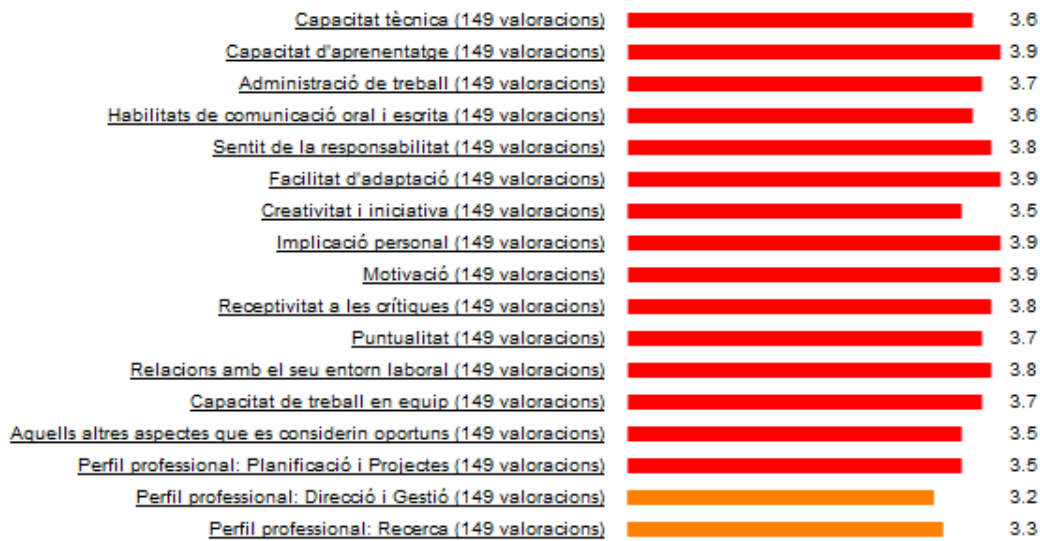 Capacitat tècnica (149 valoracions) 3.6
Capacitat d'aprenentatge (149 valoracions) 3.9
Administració de treball (149 valoracions) 3.7
Habilitats de comunicació oral i escrita (149 valoracions) 3.6
Sentit de la responsabilitat (149 valoracions) 3.8
Facilitat d'adaptació (149 valoracions) 3.9
Creativitat i iniciativa (149 valoracions) 3.5
Implicació personal (149 valoracions) 3.9
Motivació (149 valoracions) 3.9
Receptivitat a les crítiques (149 valoracions) 3.8
Puntualitat (149 valoracions) 3.7
Relacions amb el seu entorn laboral (149 valoracions) 3.8
Capacitat de treball en equip (149 valoracions) 3.7
Aquells altres aspectes que es considerin oportuns (149 valoracions) 3.5
Perfil professional: Planificació i Projectes (149 valoracions) 3.5
Perfil professional: Direcció i Gestió (149 valoracions) 3.2
Perfil professional: Recerca (149 valoracions) 3.3